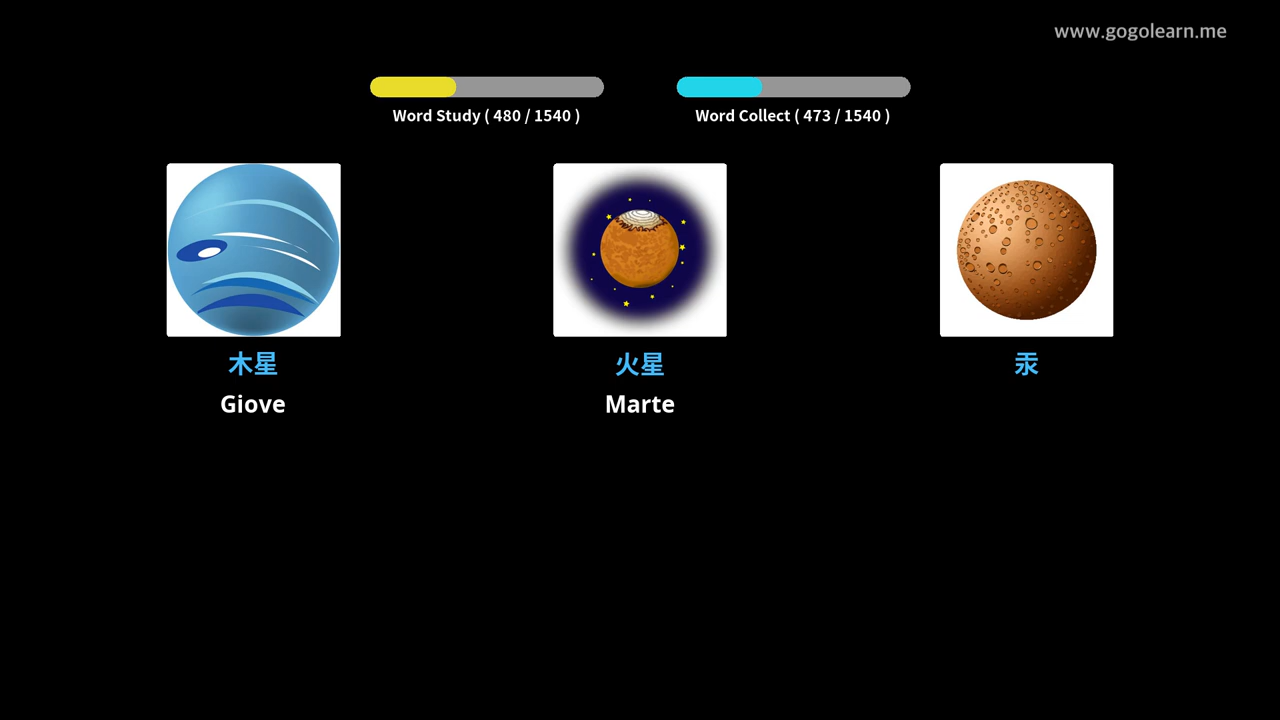 www.gogolearn.me
Word Study ( 480 / 1540 )
Word Collect ( 473 / 1540 )
木星
火星
汞
Giove
Marte